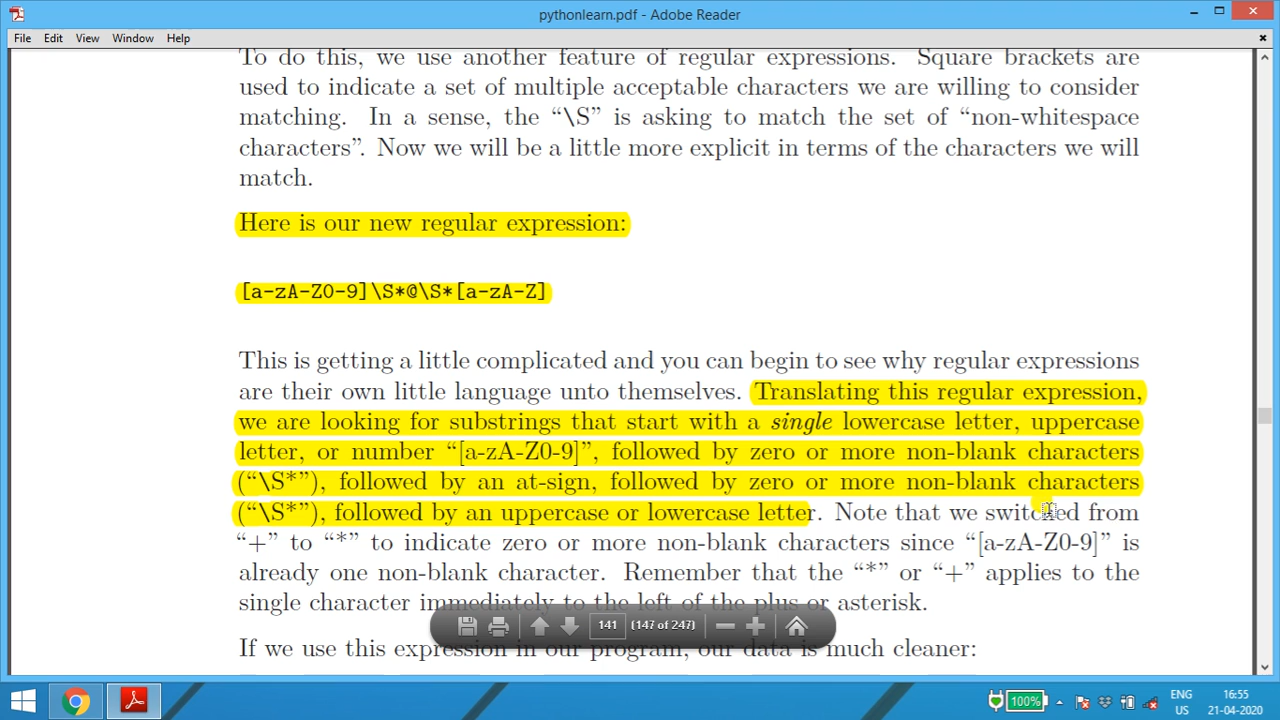 pythonlearn.pdf - Adobe Reader
File Edit View Window Help
To do this, we use another feature of regular expressions. Square brackets are
used to indicate a set of multiple acceptable characters we are willing to consider
matching. In a sense, the “\S” is asking to match the set of “non-whitespace
characters”. Now we will be a little more explicit in terms of the characters we will
match.
Here is our new regular expression:
[a-zA-Z0-9]\S*@\S*[a-zA-Z]
This is getting a little complicated and you can begin to see why regular expressions
are their own little language unto themselves. Translating this regular expression,
we are looking for substrings that start with a single lowercase letter, uppercase
letter, or number “[a-zA-Z0-9]”, followed by zero or more non-blank characters
(“\S*”), followed by an at-sign, followed by zero or more non-blank characters
(“\S*”), followed by an uppercase or lowercase letter. Note that we switched from
“+” to “*” to indicate zero or more non-blank characters since “[a-zA-Z0-9]” is
already one non-blank character. Remember that the “*” or “+” applies to the
single character immediately to the left of the plus or asterisk.
141 (147 of 247)
If we use this expression in our program, our data is much cleaner:
100% ENG 16:55
US 21-04-2020